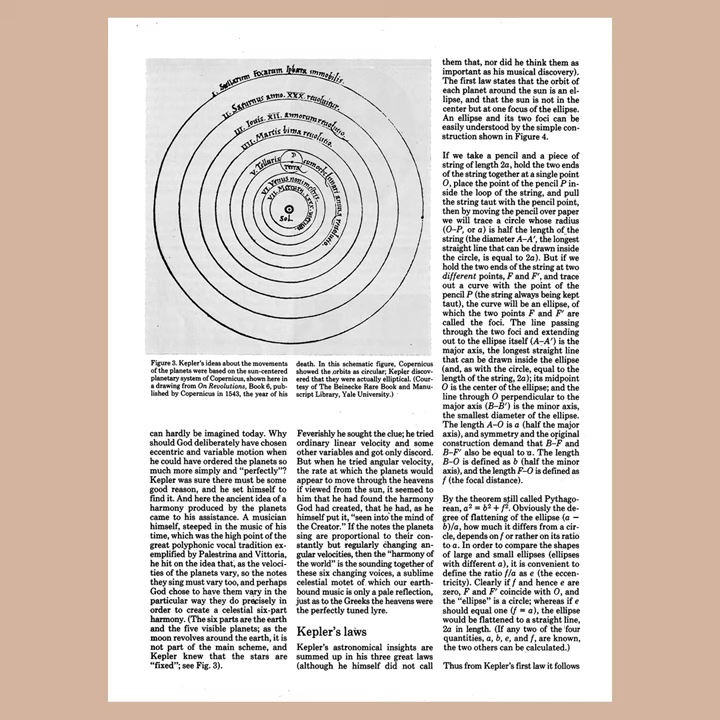 I. Stellarum Fixarum Sphæra immobilis.
II. Saturnus anno. XXX. revoluitur.
III. Iouis. XII. annorum revolutio.
IIII. Martis bima revolutio.
V. Telluris
Terra
VI. Venus nonimestris.
VII. Mercurii
Sol.
Figure 3. Kepler's ideas about the movements
of the planets were based on the sun-centered
planetary system of Copernicus, shown here in
a drawing from On Revolutions, Book 6, pub-
lished by Copernicus in 1543, the year of his
death. In this schematic figure, Copernicus
showed the orbits as circular; Kepler discov-
ered that they were actually elliptical. (Cour-
tesy of The Beinecke Rare Book and Manu-
script Library, Yale University.)
can hardly be imagined today. Why
should God deliberately have chosen
eccentric and variable motion when
he could have ordered the planets so
much more simply and "perfectly"?
Kepler was sure there must be some
good reason, and he set himself to
find it. And here the ancient idea of a
harmony produced by the planets
came to his assistance. A musician
himself, steeped in the music of his
time, which was the high point of the
great polyphonic vocal tradition ex-
emplified by Palestrina and Vittoria,
he hit on the idea that, as the veloci-
ties of the planets vary, so the notes
they sing must vary too, and perhaps
God chose to have them vary in the
particular way they do precisely in
order to create a celestial six-part
harmony. (The six parts are the earth
and the five visible planets; as the
moon revolves around the earth, it is
not part of the main scheme, and
Kepler knew that the stars are
"fixed"; see Fig. 3).
Feverishly he sought the clue; he tried
ordinary linear velocity and some
other variables and got only discord.
But when he tried angular velocity,
the rate at which the planets would
appear to move through the heavens
if viewed from the sun, it seemed to
him that he had found the harmony
God had created, that he had, as he
himself put it, "seen into the mind of
the Creator." If the notes the planets
sing are proportional to their con-
stantly but regularly changing an-
gular velocities, then the "harmony of
the world" is the sounding together of
these six changing voices, a sublime
celestial motet of which our earth-
bound music is only a pale reflection,
just as to the Greeks the heavens were
the perfectly tuned lyre.
Kepler's laws
Kepler's astronomical insights are
summed up in his three great laws
(although he himself did not call
them that, nor did he think them as
important as his musical discovery).
The first law states that the orbit of
each planet around the sun is an el-
lipse, and that the sun is not in the
center but at one focus of the ellipse.
An ellipse and its two foci can be
easily understood by the simple con-
struction shown in Figure 4.
If we take a pencil and a piece of
string of length 2a, hold the two ends
of the string together at a single point
O, place the point of the pencil P in-
side the loop of the string, and pull
the string taut with the pencil point,
then by moving the pencil over paper
we will trace a circle whose radius
(O–P, or a) is half the length of the
string (the diameter A–A', the longest
straight line that can be drawn inside
the circle, is equal to 2a). But if we
hold the two ends of the string at two
different points, F and F', and trace
out a curve with the point of the
pencil P (the string always being kept
taut), the curve will be an ellipse, of
which the two points F and F' are
called the foci. The line passing
through the two foci and extending
out to the ellipse itself (A–A') is the
major axis, the longest straight line
that can be drawn inside the ellipse
(and, as with the circle, equal to the
length of the string, 2a); its midpoint
O is the center of the ellipse; and the
line through O perpendicular to the
major axis (B–B') is the minor axis,
the smallest diameter of the ellipse.
The length A–O is a (half the major
axis), and symmetry and the original
construction demand that B–F and
B–F' also be equal to a. The length
B–O is defined as b (half the minor
axis), and the length F–O is defined as
f (the focal distance).
By the theorem still called Pythago-
rean, a² = b² + f². Obviously the de-
gree of flattening of the ellipse (a –
b)/a, how much it differs from a cir-
cle, depends on f or rather on its ratio
to a. In order to compare the shapes
of large and small ellipses (ellipses
with different a), it is convenient to
define the ratio f/a as e (the eccen-
tricity). Clearly if f and hence e are
zero, F and F' coincide with O, and
the "ellipse" is a circle; whereas if e
should equal one (f = a), the ellipse
would be flattened to a straight line,
2a in length. (If any two of the four
quantities, a, b, e, and f, are known,
the two others can be calculated.)
Thus from Kepler's first law it follows